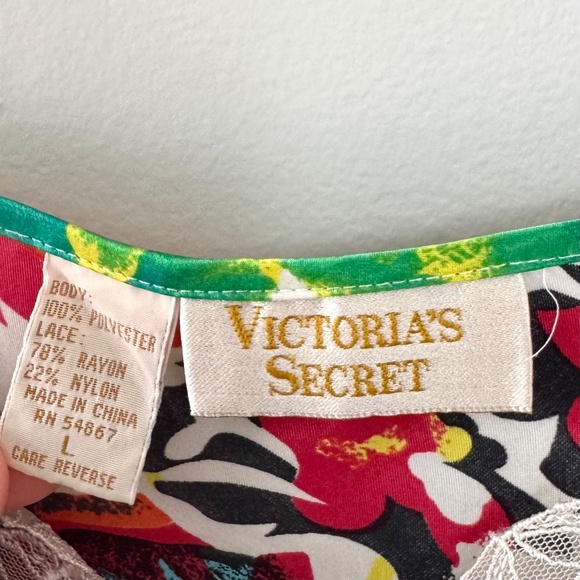 BODY:
100% POLYESTER
LACE:
78% RAYON
22% NYLON
MADE IN CHINA
RN 54867
L
CARE REVERSE
VICTORIA'S
SECRET